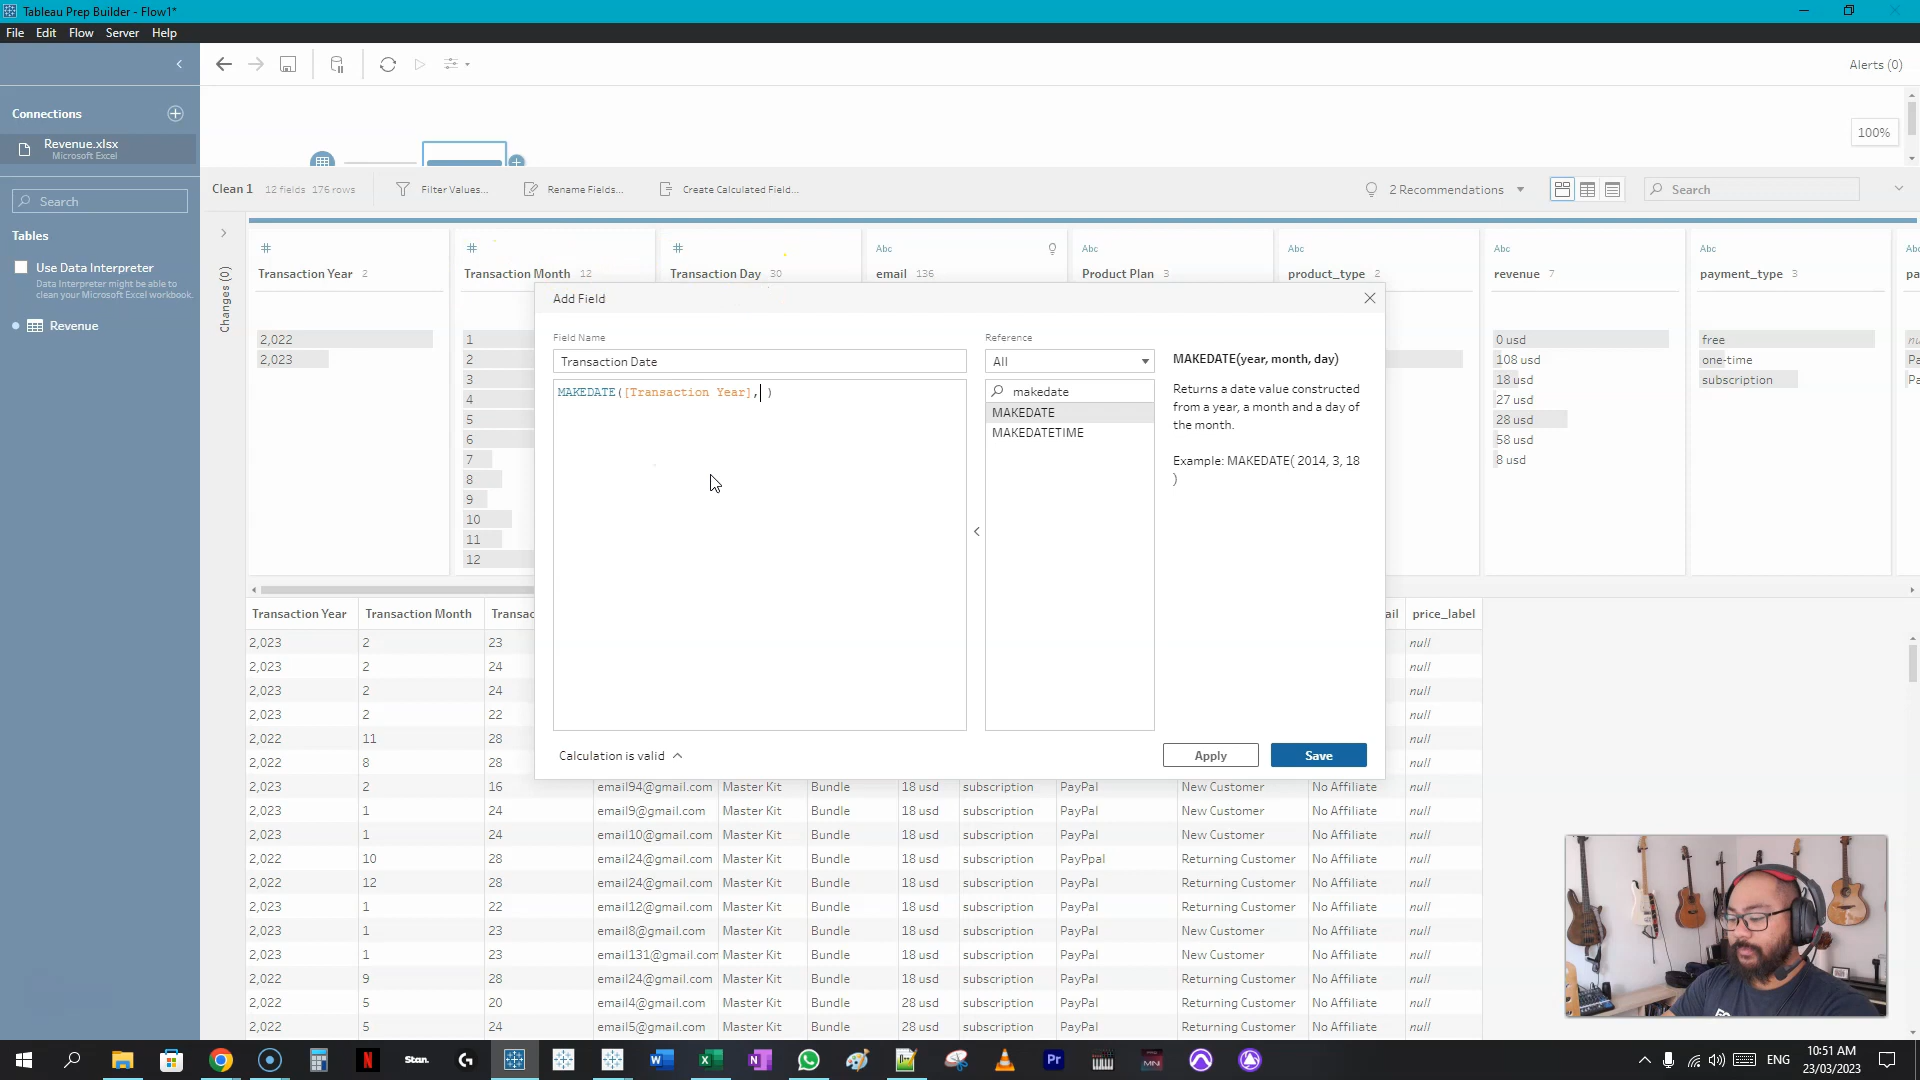 Tableau Prep Builder - Flow1*
File Edit Flow Server Help
Alerts (0)
Connections
Revenue.xlsx
Microsoft Excel
100%
Clean 1 12 fields 176 rows Filter Values... Rename Fields... Create Calculated Field... 2 Recommendations Search
Search
Tables
Use Data Interpreter
Data Interpreter might be able to
clean your Microsoft Excel workbook.
Revenue
Changes (0)
# # # Abc Abc Abc Abc Abc
Transaction Year 2 Transaction Month 12 Transaction Day 30 email 136 Product Plan 3 product_type 2 revenue 7 payment_type 3
2,022
2,023
1
2
3
4
5
6
7
8
9
10
11
12
0 usd
108 usd
18 usd
27 usd
28 usd
58 usd
8 usd
free
one-time
subscription
Add Field
Field Name
Transaction Date
MAKEDATE([Transaction Year], )
Calculation is valid
Reference
All
makedate
MAKEDATE
MAKEDATETIME
MAKEDATE(year, month, day)
Returns a date value constructed
from a year, a month and a day of
the month.
Example: MAKEDATE( 2014, 3, 18
)
Apply Save
Transaction Year Transaction Month Transac ail price_label
2,023 2 23 null
2,023 2 24 null
2,023 2 24 null
2,023 2 22 null
2,022 11 28 null
2,022 8 28 null
2,023 2 16 email94@gmail.com Master Kit Bundle 18 usd subscription PayPal New Customer No Affiliate null
2,023 1 24 email9@gmail.com Master Kit Bundle 18 usd subscription PayPal New Customer No Affiliate null
2,023 1 24 email10@gmail.com Master Kit Bundle 18 usd subscription PayPal New Customer No Affiliate null
2,022 10 28 email24@gmail.com Master Kit Bundle 18 usd subscription PayPpal Returning Customer No Affiliate null
2,022 12 28 email24@gmail.com Master Kit Bundle 18 usd subscription PayPal Returning Customer No Affiliate null
2,023 1 22 email12@gmail.com Master Kit Bundle 18 usd subscription PayPal Returning Customer No Affiliate null
2,023 1 23 email8@gmail.com Master Kit Bundle 18 usd subscription PayPal New Customer No Affiliate null
2,023 1 23 email131@gmail.com Master Kit Bundle 18 usd subscription PayPal New Customer No Affiliate null
2,022 9 28 email24@gmail.com Master Kit Bundle 18 usd subscription PayPal Returning Customer No Affiliate null
2,022 5 20 email4@gmail.com Master Kit Bundle 28 usd subscription PayPal Returning Customer No Affiliate null
2,022 5 24 email5@gmail.com Master Kit Bundle 28 usd subscription PayPal Returning Customer No Affiliate null
Stan.
Pr
ENG
10:51 AM
23/03/2023